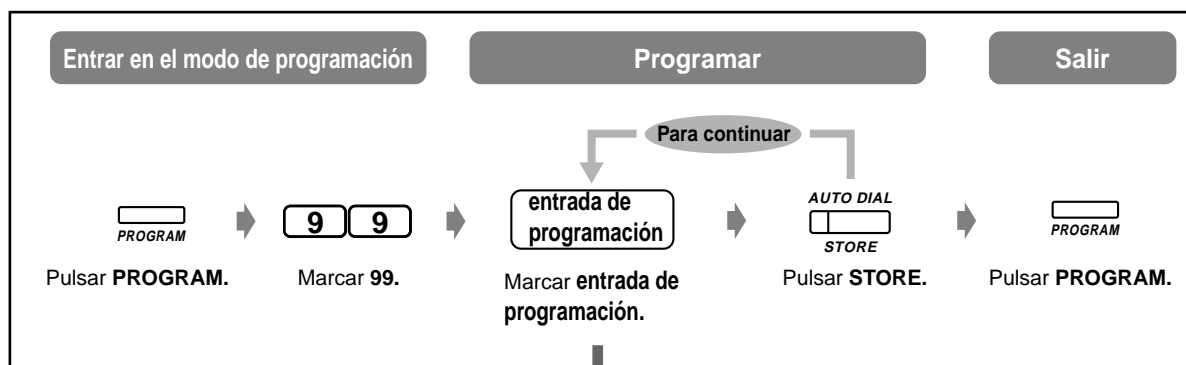 Entrar en el modo de programación
Programar
Salir
Para continuar
PROGRAM
9 9
entrada de
programación
AUTO DIAL
STORE
PROGRAM
Pulsar PROGRAM.
Marcar 99.
Marcar entrada de
programación.
Pulsar STORE.
Pulsar PROGRAM.